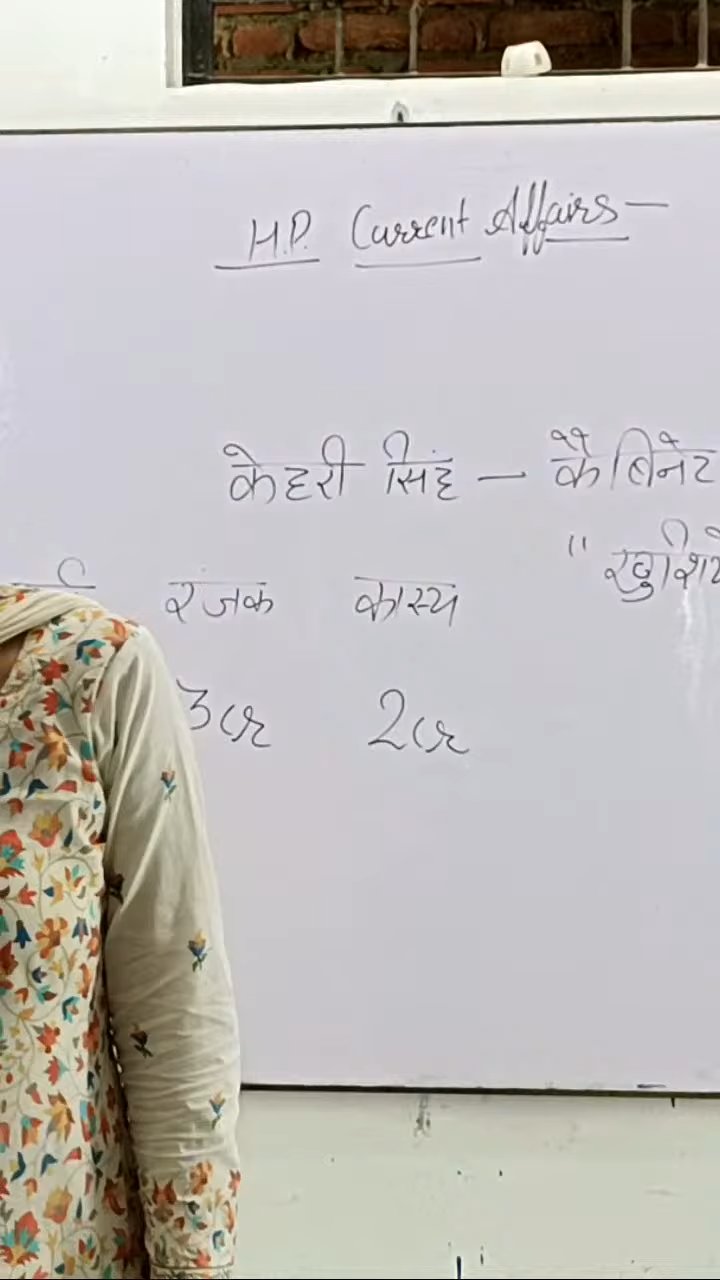 H.P. Current Affairs —
केहरी सिंह — कैबिनेट
रजक कास्य
3cr 2cr